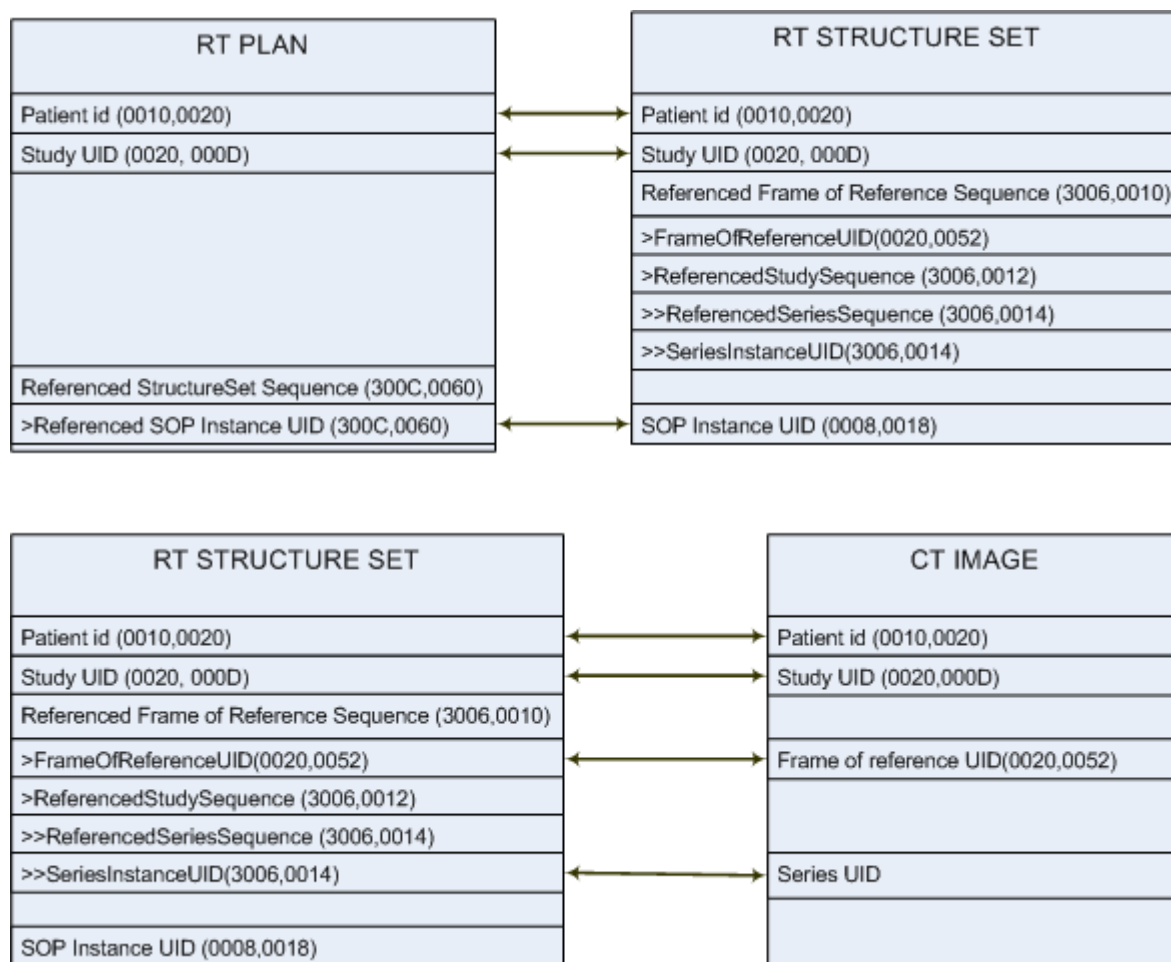 RT PLAN
Patient id (0010,0020)
Study UID (0020, 000D)
Referenced StructureSet Sequence (300C,0060)
>Referenced SOP Instance UID (300C,0060)
RT STRUCTURE SET
Patient id (0010,0020)
Study UID (0020, 000D)
Referenced Frame of Reference Sequence (3006,0010)
>FrameOfReferenceUID(0020,0052)
>ReferencedStudySequence (3006,0012)
>>ReferencedSeriesSequence (3006,0014)
>>SeriesInstanceUID(3006,0014)
SOP Instance UID (0008,0018)
RT STRUCTURE SET
Patient id (0010,0020)
Study UID (0020, 000D)
Referenced Frame of Reference Sequence (3006,0010)
>FrameOfReferenceUID(0020,0052)
>ReferencedStudySequence (3006,0012)
>>ReferencedSeriesSequence (3006,0014)
>>SeriesInstanceUID(3006,0014)
SOP Instance UID (0008,0018)
CT IMAGE
Patient id (0010,0020)
Study UID (0020,000D)
Frame of reference UID(0020,0052)
Series UID